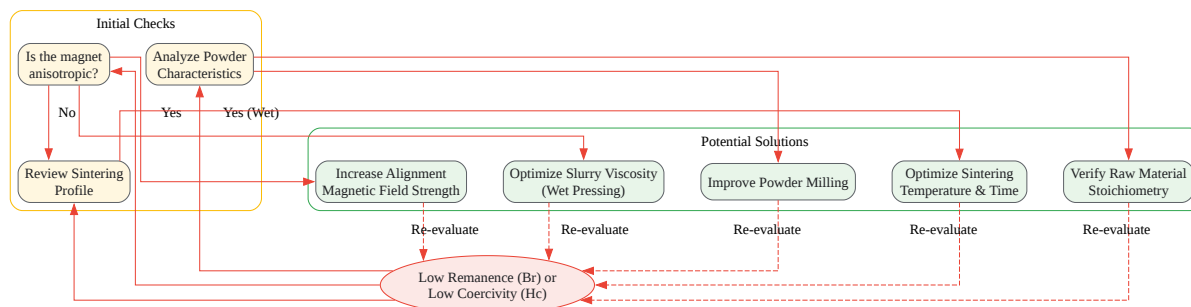 Initial Checks
Is the magnet
anisotropic?
Analyze Powder
Characteristics
No
Yes
Yes (Wet)
Review Sintering
Profile
Potential Solutions
Increase Alignment
Magnetic Field Strength
Optimize Slurry Viscosity
(Wet Pressing)
Improve Powder Milling
Optimize Sintering
Temperature & Time
Verify Raw Material
Stoichiometry
Re-evaluate
Re-evaluate
Re-evaluate
Re-evaluate
Re-evaluate
Low Remanence (Br) or
Low Coercivity (Hc)